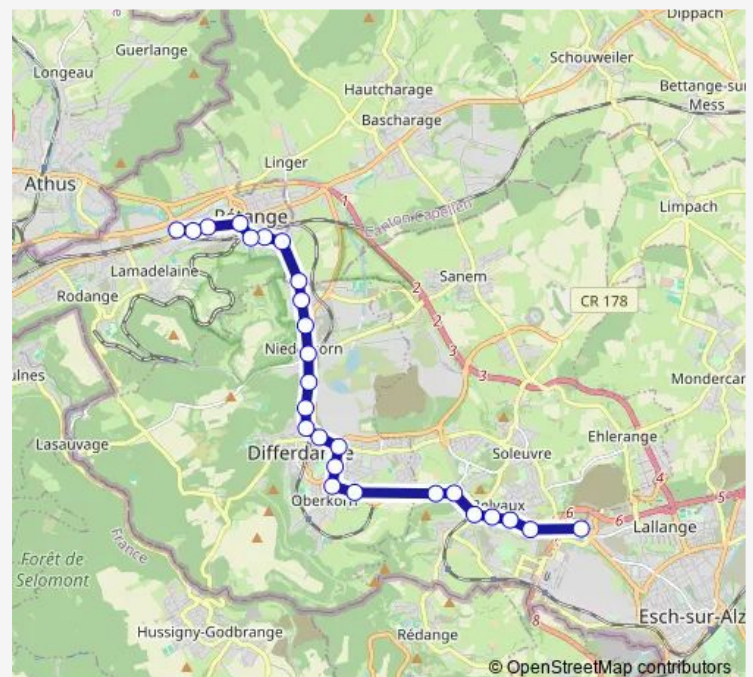 Dippach
Guerlange
Schouweiler
Longeau
Hautcharage
Bettange-sur
Mess
Bascharage
Linger
Athus
1
Limpach
Canton Capellen
Lamadelaine
Sanem
Rodange
2
CR 178
2
3
3
Mondercan
Lasauvage
Ehlerange
Soleuvre
4
5
Oberkorn
6
6
Lallange
France
Forêt de
Selomont
8
Esch-sur-Alz
Hussigny-Godbrange
Rédange
© OpenStreetMap contributors